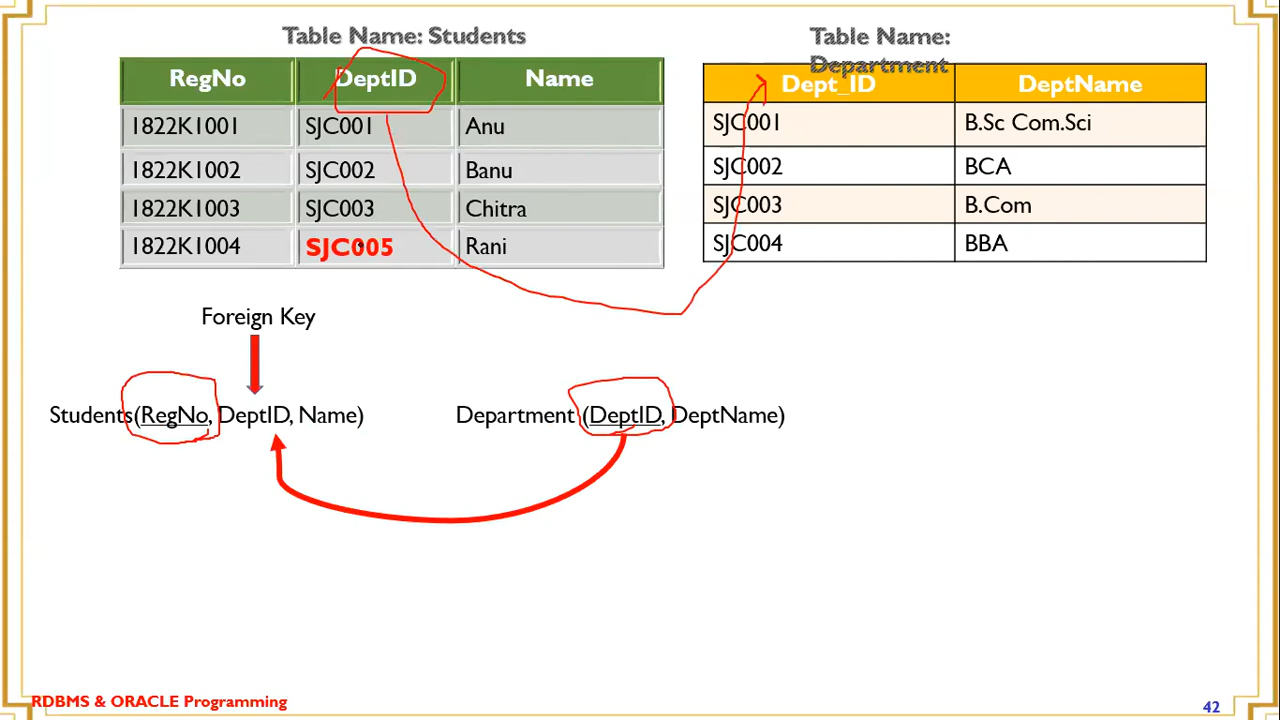 Table Name: Students
RegNo DeptID Name
1822K1001 SJC001 Anu
1822K1002 SJC002 Banu
1822K1003 SJC003 Chitra
1822K1004 SJC005 Rani
Table Name:
Department
Dept_ID DeptName
SJC001 B.Sc Com.Sci
SJC002 BCA
SJC003 B.Com
SJC004 BBA
Foreign Key
Students(RegNo, DeptID, Name)
Department (DeptID, DeptName)
RDBMS & ORACLE Programming
42